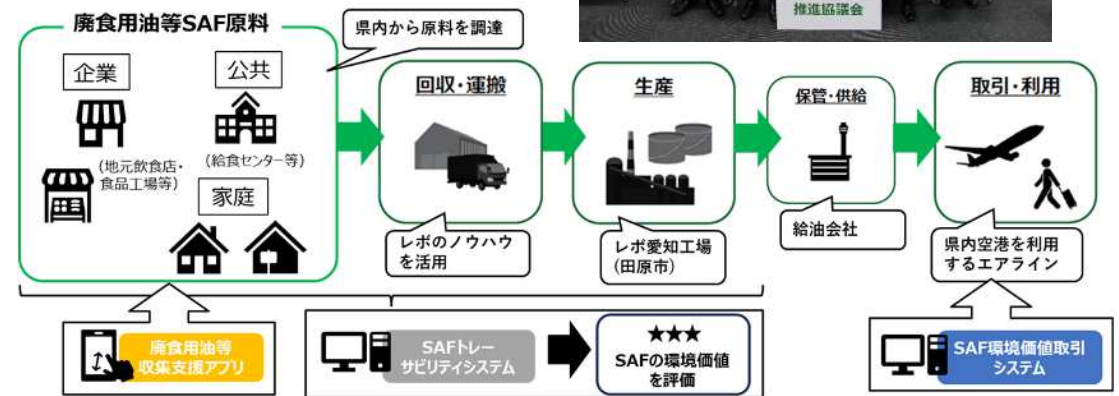 推進協議会
廃食用油等SAF原料
県内から原料を調達
企業
公共
(地元飲食店・
食品工場等)
(給食センター等)
家庭
回収・運搬
レボのノウハウ
を活用
生産
レボ愛知工場
(田原市)
保管・供給
給油会社
取引・利用
県内空港を利用
するエアライン
廃食用油等
収集支援アプリ
SAFトレー
サビリティシステム
★★★
SAFの環境価値
を評価
SAF環境価値取引
システム